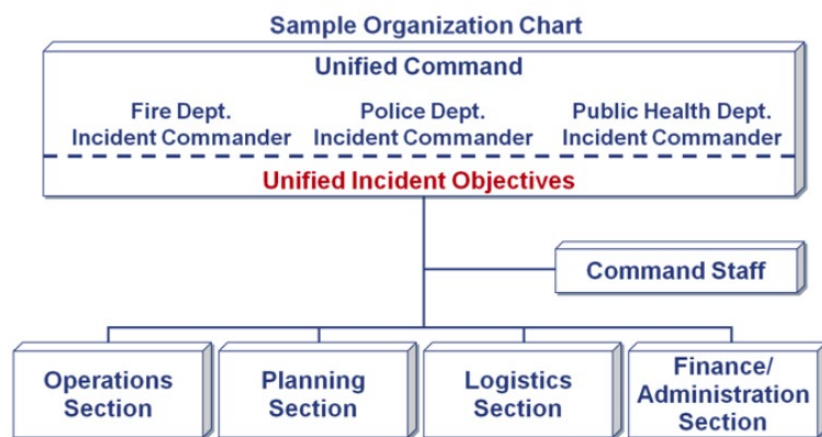 Sample Organization Chart
Unified Command
Fire Dept.
Incident Commander
Police Dept.
Incident Commander
Public Health Dept.
Incident Commander
Unified Incident Objectives
Command Staff
Operations
Section
Planning
Section
Logistics
Section
Finance/
Administration
Section